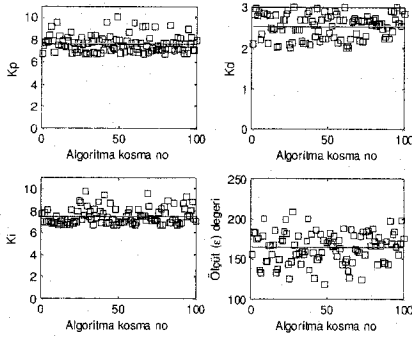 10
8
6
4
2
0
Kp
0 50 100
Algoritma kosma no
3
2
1
0
Kd
0 50 100
Algoritma kosma no
10
8
6
4
2
0
Ki
0 50 100
Algoritma kosma no
250
200
150
100
Ölçüt (ε) degeri
0 50 100
Algoritma kosma no